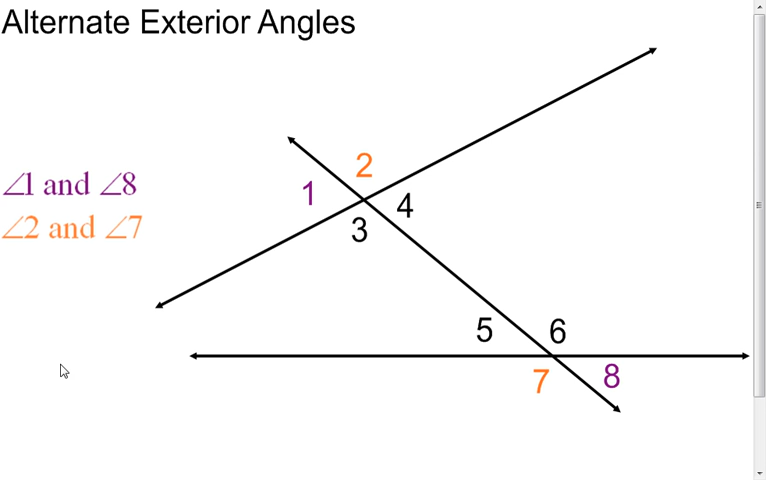 Alternate Exterior Angles
2
∠1 and ∠8
1
4
∠2 and ∠7
3
5
6
7
8